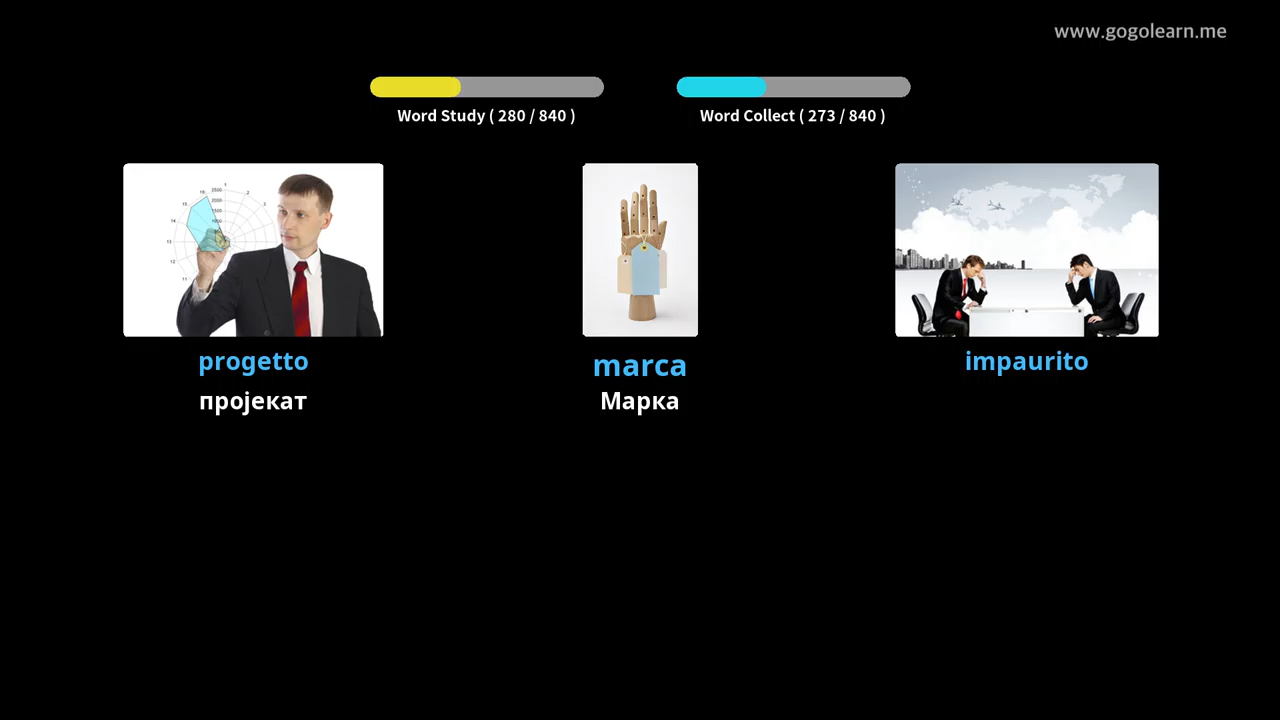 www.gogolearn.me
Word Study ( 280 / 840 )
Word Collect ( 273 / 840 )
progetto
пројекат
marca
Марка
impaurito